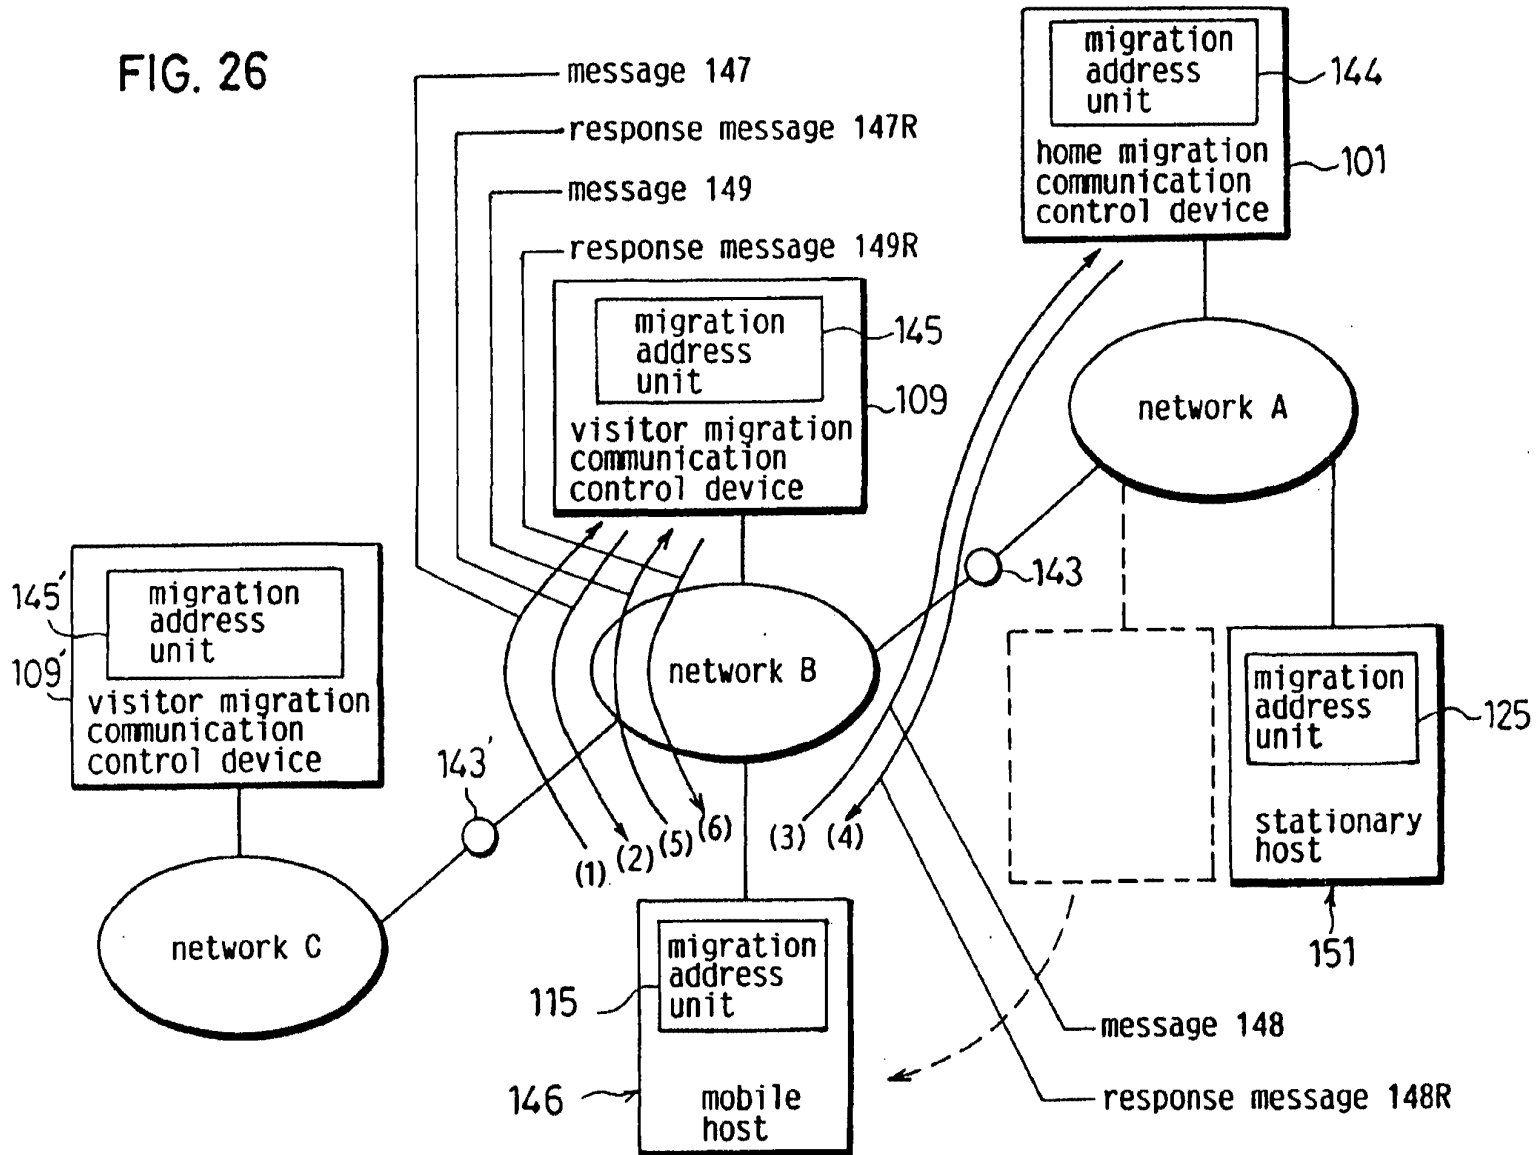 FIG. 26
message 147
response message 147R
message 149
response message 149R
migration
address
unit
144
home migration
communication
control device
101
migration
address
unit
145
visitor migration
communication
control device
109
network A
145'
109'
migration
address
unit
visitor migration
communication
control device
143
network B
143'
migration
address
unit
125
stationary
host
151
(1)
(2)
(5)
(6)
(3)
(4)
network C
115
migration
address
unit
146
mobile
host
message 148
response message 148R